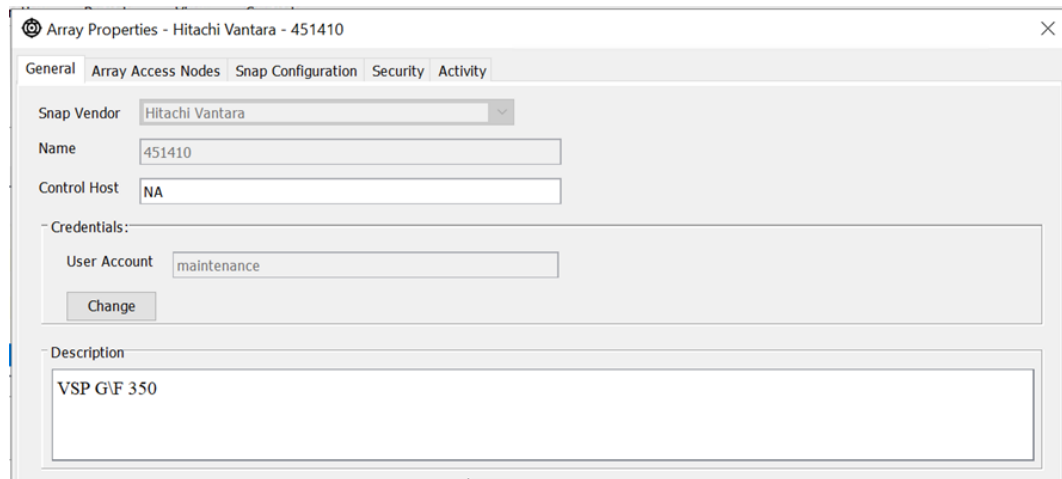 Array Properties - Hitachi Vantara - 451410
General Array Access Nodes Snap Configuration Security Activity
Snap Vendor Hitachi Vantara
Name 451410
Control Host NA
Credentials:
User Account maintenance
Change
Description
VSP G\F 350